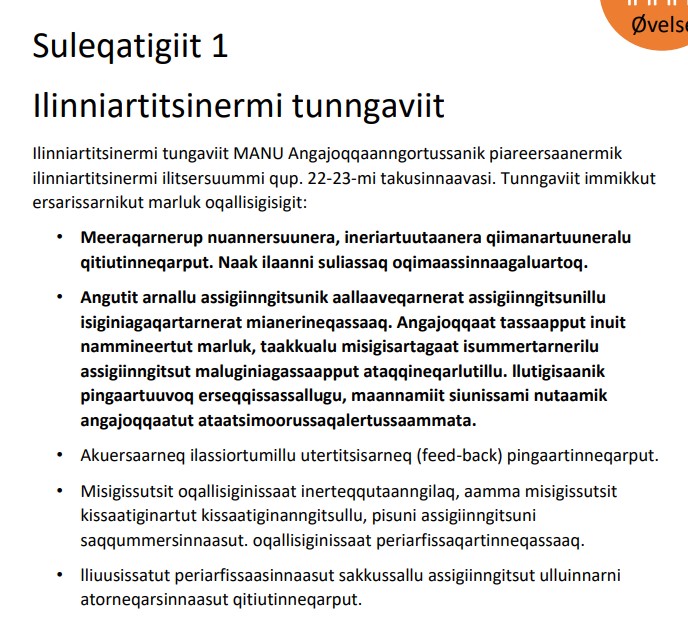 Øvelse
Suleqatigiit 1
Ilinniartitsinermi tunngaviit
Ilinniartitsinermi tungaviit MANU Angajoqqaanngortussanik piareersaanermik
ilinniartitsinermi ilitsersuummi qup. 22-23-mi takusinnaavasi. Tunngaviit immikkut
ersarissarnikut marluk oqallisigisigit:
• Meeraqarnerup nuannersuunera, ineriartuutaanera qiimanartuuneralu
qitiutinneqarput. Naak ilaanni suliassaq oqimaassinnaagaluartoq.
• Angutit arnallu assigiinngitsunik aallaaveqarnerat assigiinngitsunillu
isiginiagaqartarnerat mianerineqassaaq. Angajoqqaat tassaapput inuit
nammineertut marluk, taakkualu misigisartagaat isummertarnerilu
assigiinngitsut maluginiagassaapput ataqqineqarlutillu. llutigisaanik
pingaartuuvoq erseqqissassallugu, maannamiit siunissami nutaamik
angajoqqaatut ataatsimoorussaqalertussaammata.
• Akuersaarneq ilassiortumillu utertitsisarneq (feed-back) pingaartinneqarput.
• Misigissutsit oqallisiginissaat inerteqqutaanngilaq, aamma misigissutsit
kissaatiginartut kissaatiginanngitsullu, pisuni assigiinngitsuni
saqqummersinnaasut. oqallisiginissaat periarfissaqartinneqassaaq.
• lliuusissatut periarfissaasinnaasut sakkussallu assigiinngitsut ulluinnarni
atorneqarsinnaasut qitiutinneqarput.